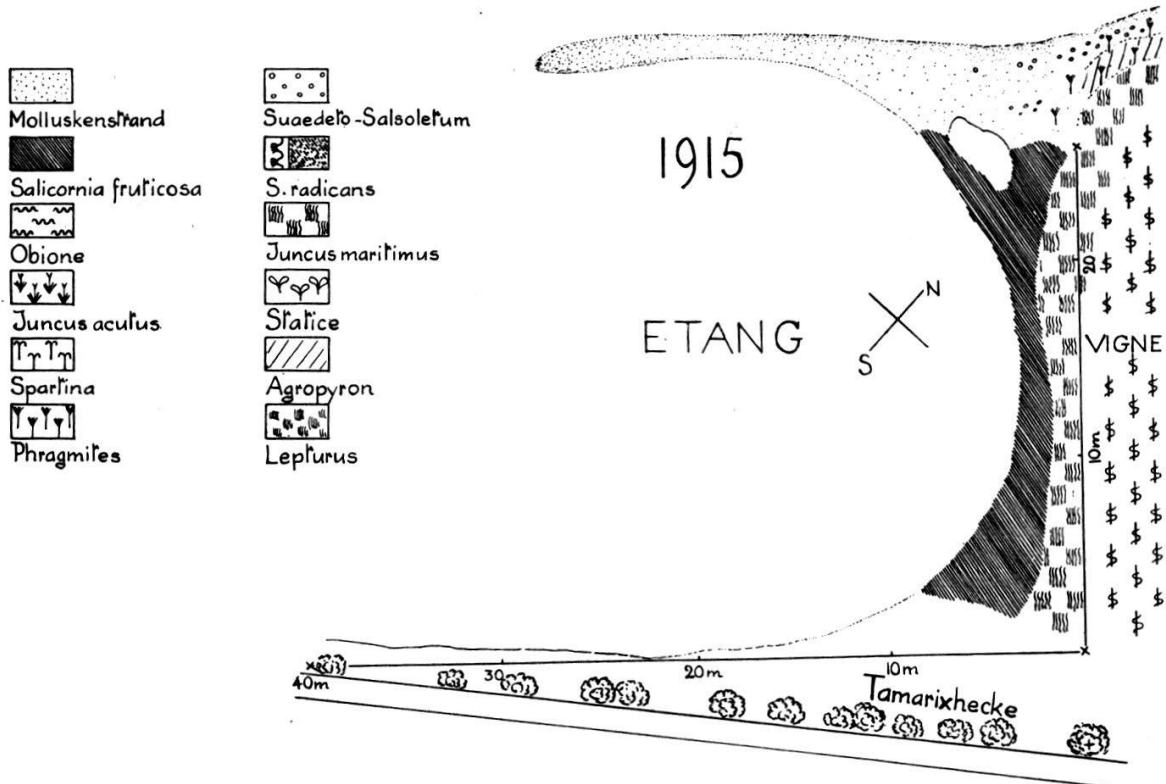 Molluskenstrand
Salicornia fruticosa
Obione
Juncus acutus
Spartina
Phragmites
Suaedeto-Salsoletum
S. radicans
Juncus maritimus
Statice
Agropyron
Lepturus
1915
ETANG
N
S
VIGNE
20
10m
40m
30
20m
10m
Tamarixhecke